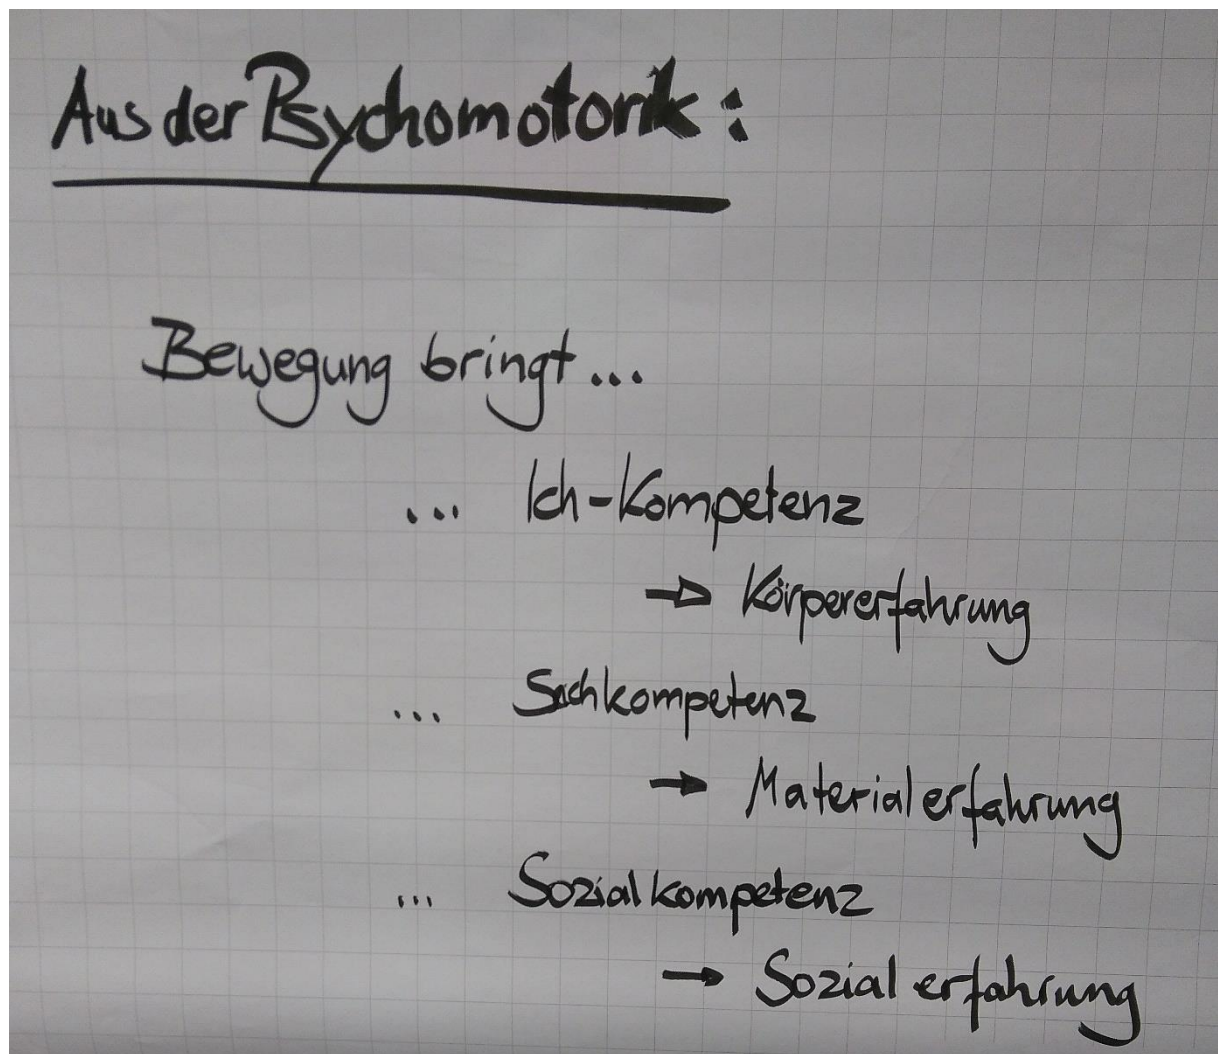 Aus der Psychomotorik:
Bewegung bringt...
... Ich-Kompetenz
→ Körpererfahrung
... Sachkompetenz
→ Materialerfahrung
... Sozialkompetenz
→ Sozialerfahrung